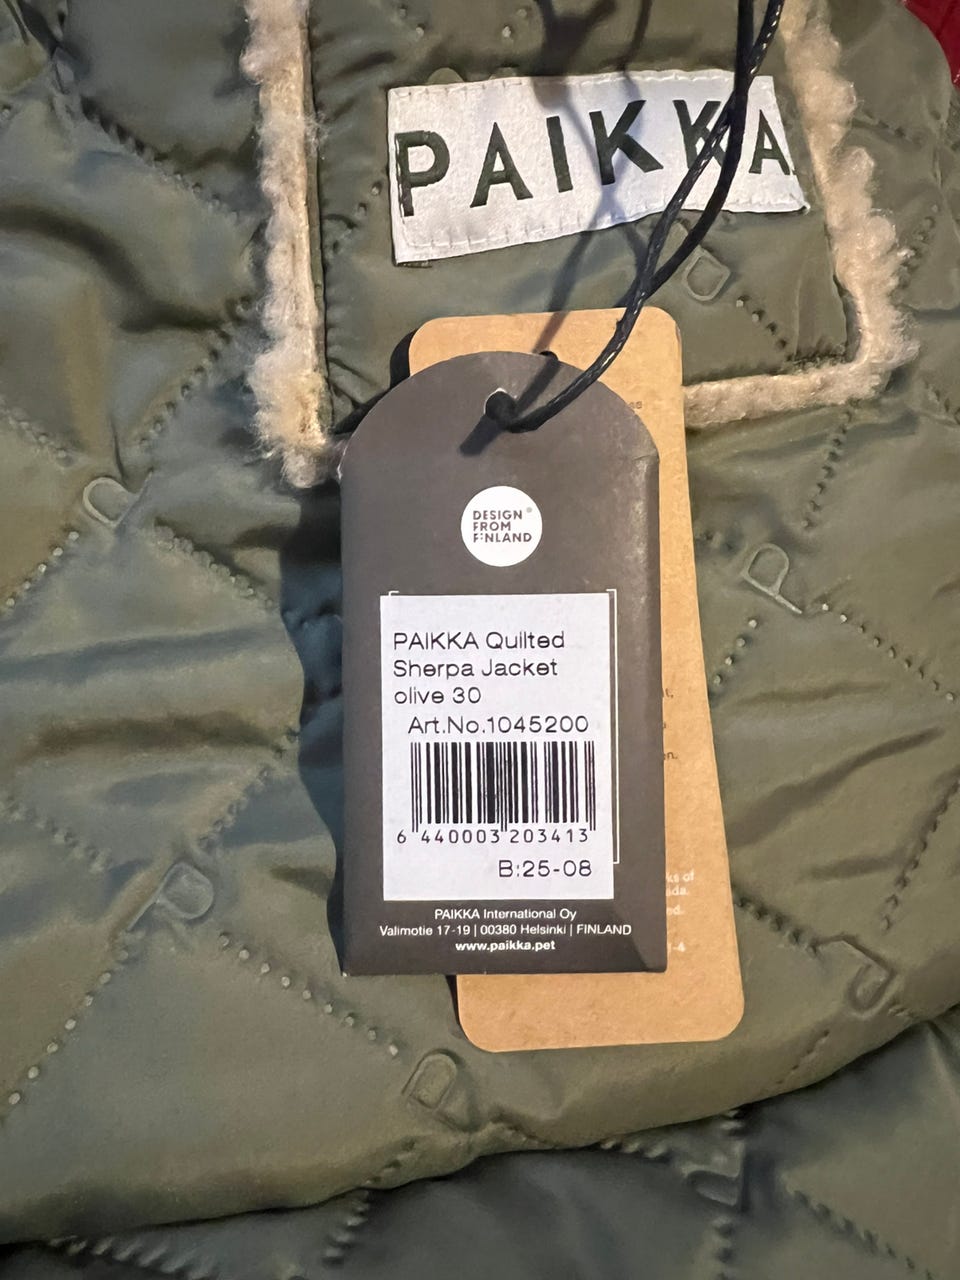 PAIKKA
DESIGN®
FROM
FINLAND
PAIKKA Quilted
Sherpa Jacket
olive 30
Art.No.1045200
6 440003 203413
B:25-08
PAIKKA International Oy
Valimotie 17-19 | 00380 Helsinki | FINLAND
www.paikka.pet